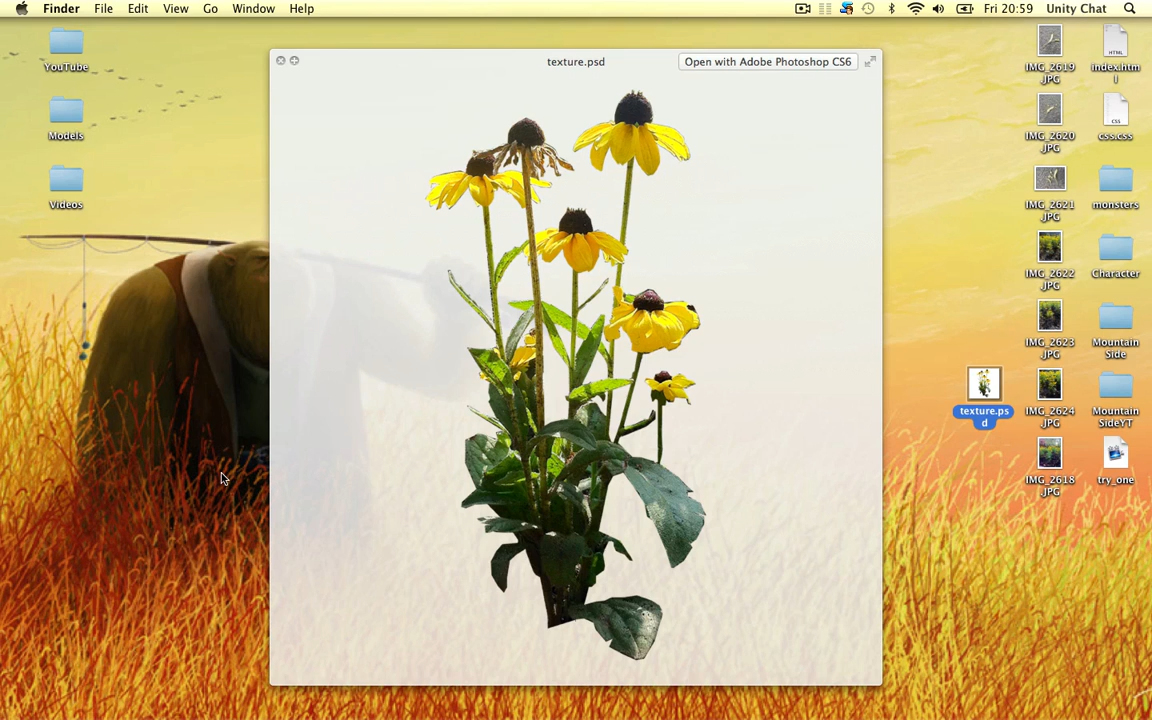 Finder File Edit View Go Window Help Fri 20:59 Unity Chat
texture.psd Open with Adobe Photoshop CS6
YouTube
Models
Videos
IMG_2619
.JPG
IMG_2620
.JPG
IMG_2621
.JPG
IMG_2622
.JPG
IMG_2623
.JPG
IMG_2624
.JPG
IMG_2618
.JPG
HTML
index.htm
l
CSS
css.css
monsters
Character
Mountain
Side
Mountain
SideYT
try_one
texture.ps
d